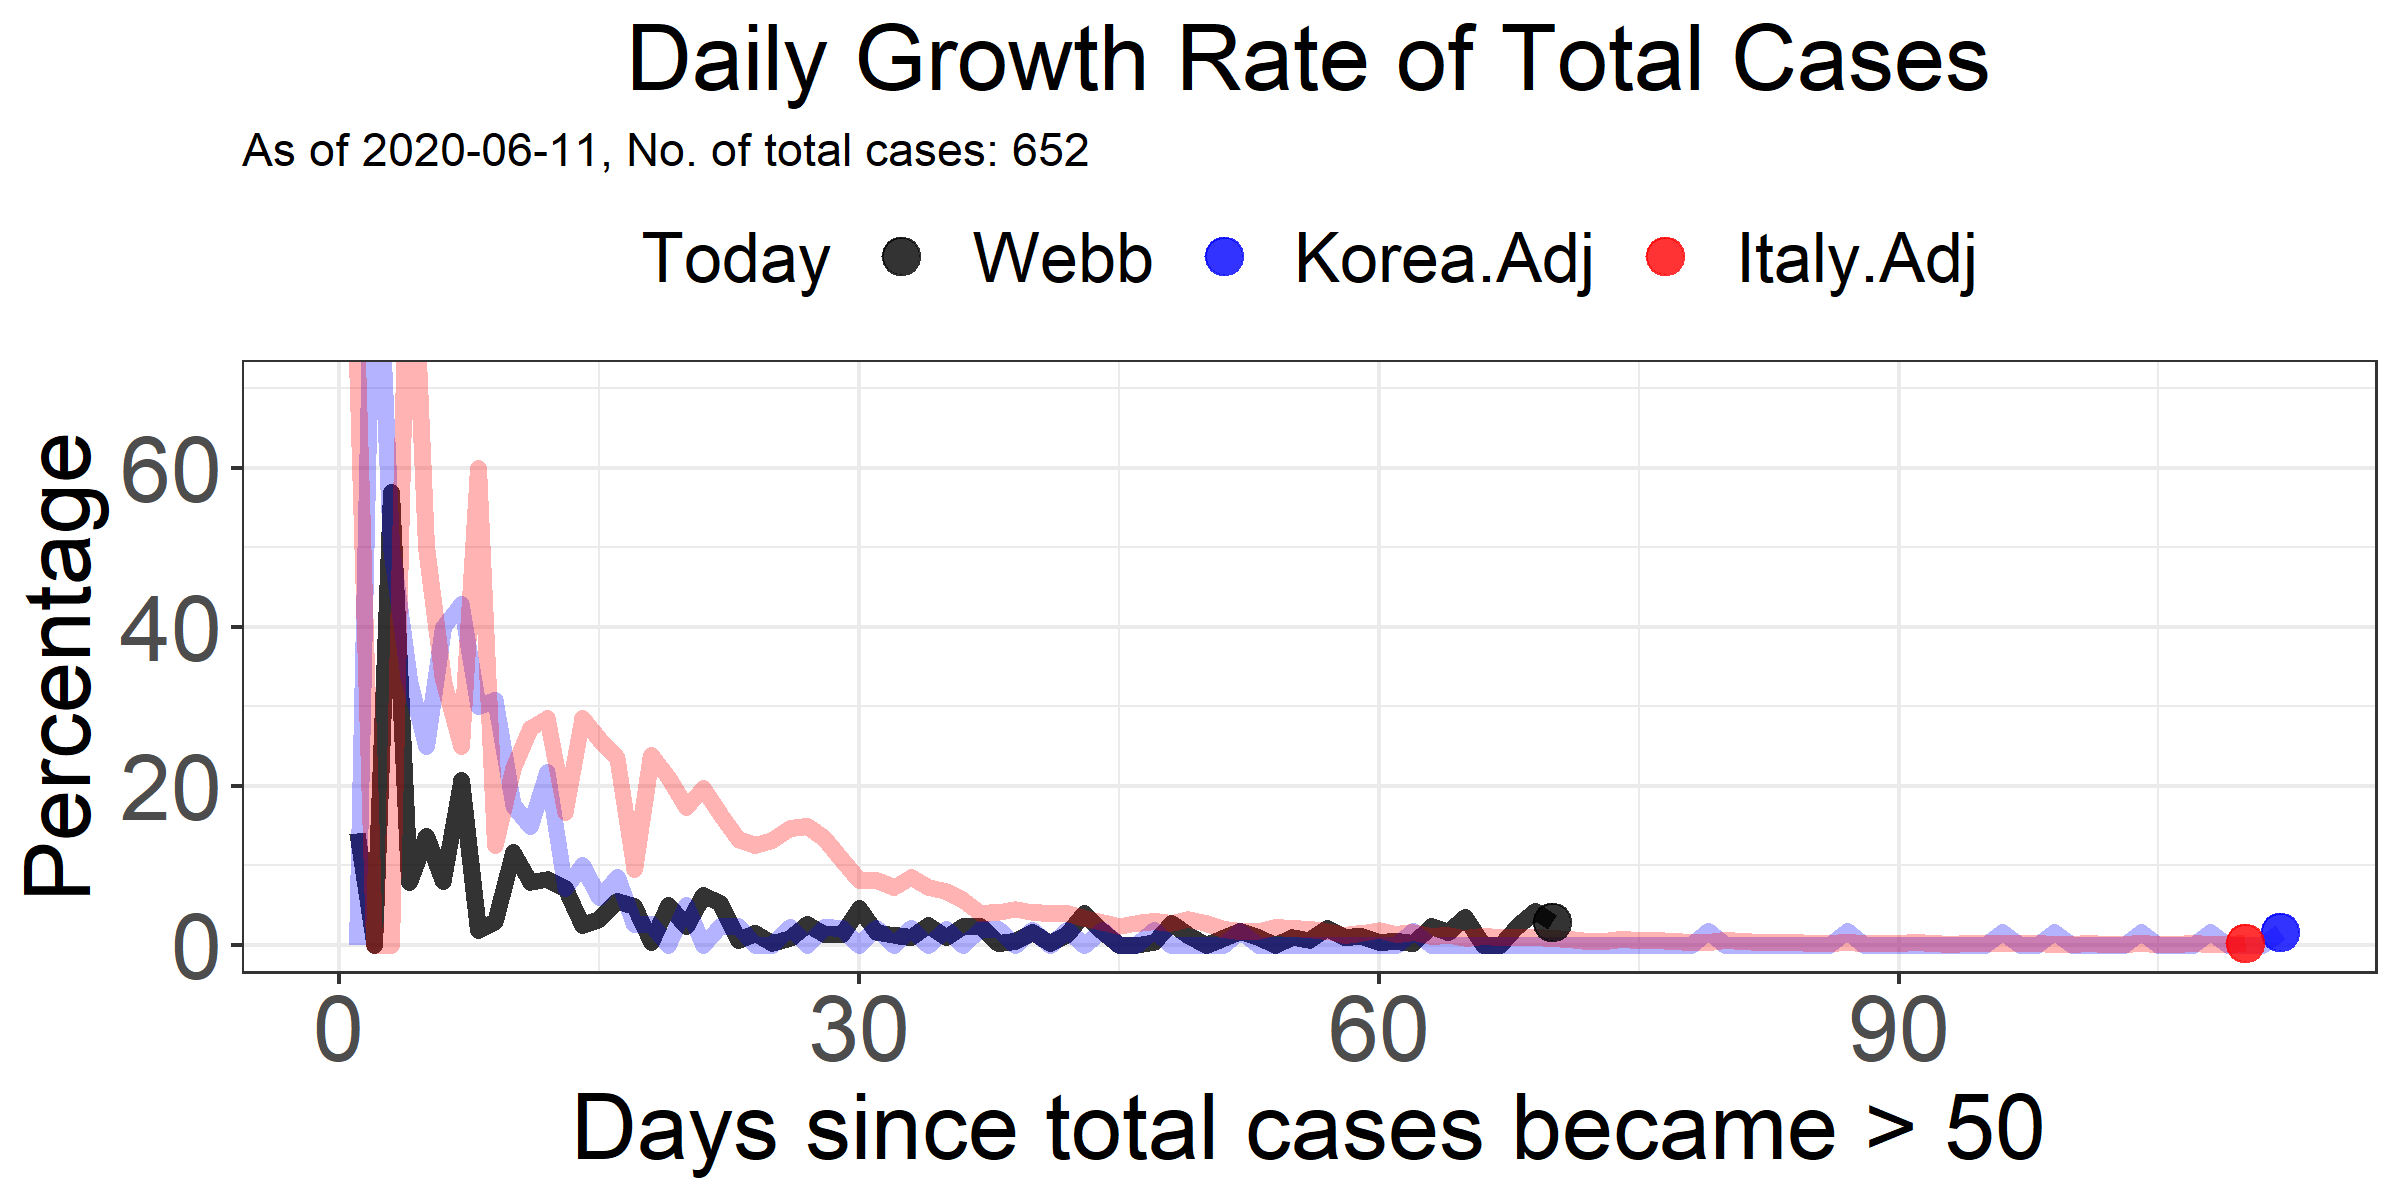 Daily Growth Rate of Total Cases
As of 2020-06-11, No. of total cases: 652
Today Webb Korea.Adj Italy.Adj
Percentage
60
40
20
0
0 30 60 90
Days since total cases became > 50